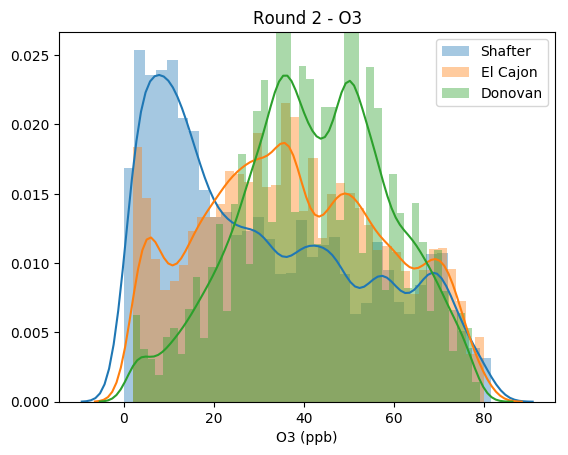 Round 2 - O3
Shafter
El Cajon
Donovan
0.025
0.020
0.015
0.010
0.005
0.000
0 20 40 60 80
O3 (ppb)